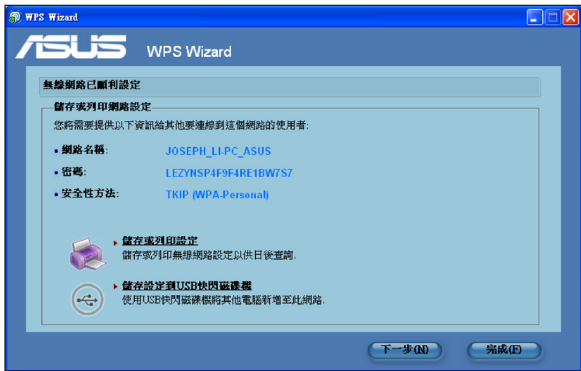 WPS Wizard
ASUS WPS Wizard
無線網路已順利設定
儲存或列印網路設定
您將需要提供以下資訊給其他要連線到這個網路的使用者:
• 網路名稱: JOSEPH_LI-PC_ASUS
• 密碼: LEZYNSP4F9F4RE1BW7S7
• 安全性方法: TKIP (WPA-Personal)
儲存或列印設定
儲存或列印無線網路設定以供日後查詢.
儲存設定到USB快閃磁碟機
使用USB快閃磁碟機將其他電腦新增至此網路.
下一步(N) 完成(F)